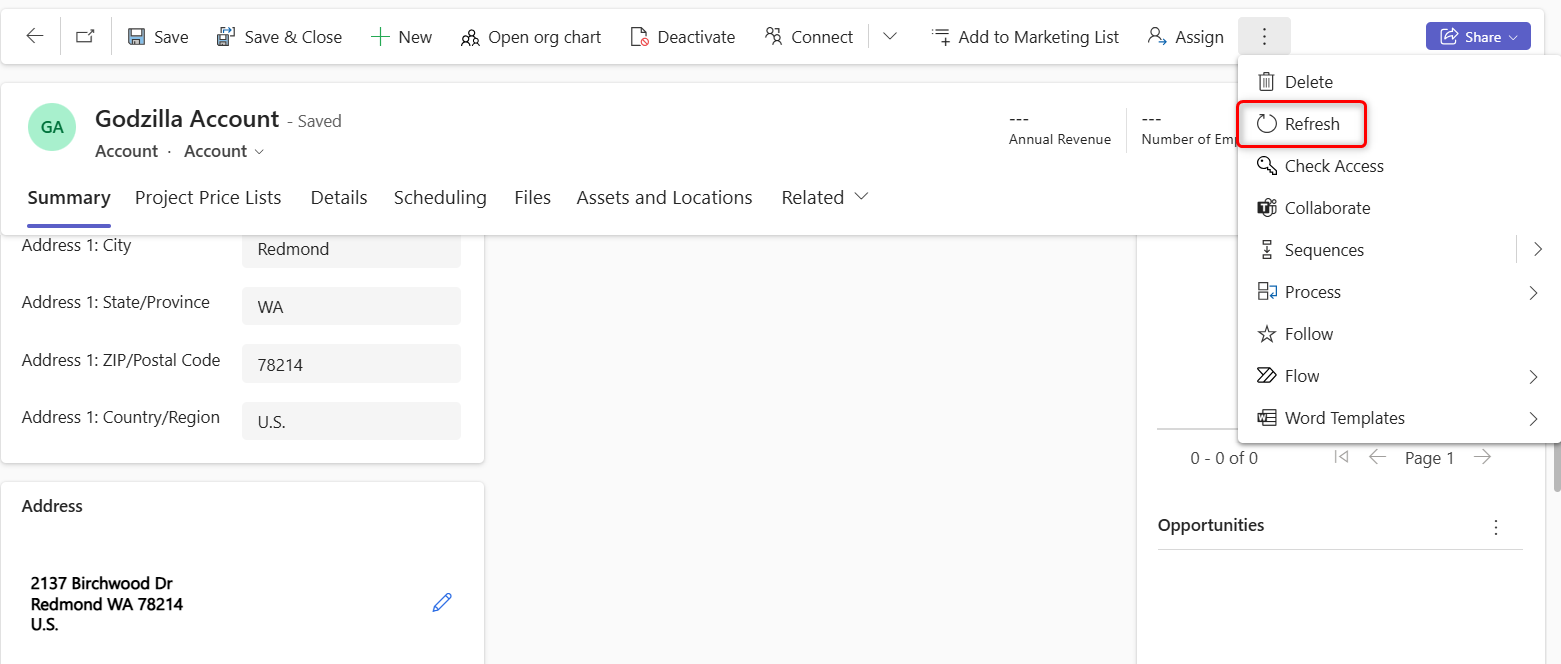 Save
Save & Close
New
Open org chart
Deactivate
Connect
Add to Marketing List
Assign
Share
GA
Godzilla Account - Saved
Account · Account
---
Annual Revenue
---
Number of Emp
Summary
Project Price Lists
Details
Scheduling
Files
Assets and Locations
Related
Delete
Refresh
Check Access
Collaborate
Sequences
Process
Follow
Flow
Word Templates
Address 1: City
Redmond
Address 1: State/Province
WA
Address 1: ZIP/Postal Code
78214
Address 1: Country/Region
U.S.
0 - 0 of 0
Page 1
Address
2137 Birchwood Dr
Redmond WA 78214
U.S.
Opportunities